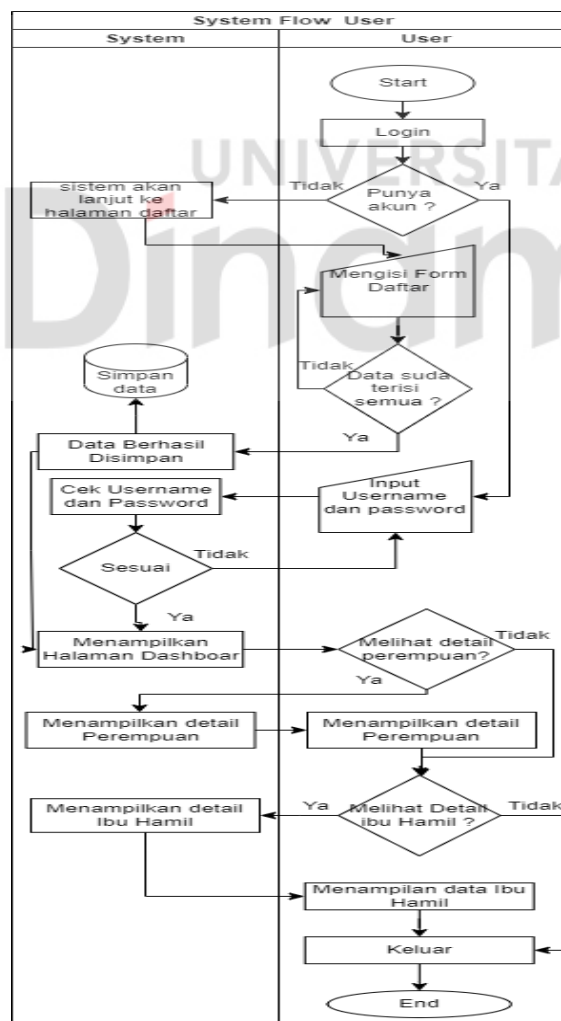 System Flow User
System
User
Start
Login
UNIVERSITA
Dinam
Punya
akun ?
Tidak
Ya
sistem akan
lanjut ke
halaman daftar
Mengisi Form
Daftar
Simpan
data
Data suda
terisi
semua ?
Tidak
Ya
Data Berhasil
Disimpan
Input
Username
dan password
Cek Username
dan Password
Sesuai
Tidak
Ya
Menampilkan
Halaman Dashboar
Melihat detail
perempuan?
Tidak
Ya
Menampilkan detail
Perempuan
Menampilkan detail
Perempuan
Melihat Detail
ibu Hamil ?
Ya
Tidak
Menampilkan detail
Ibu Hamil
Menampilan data Ibu
Hamil
Keluar
End